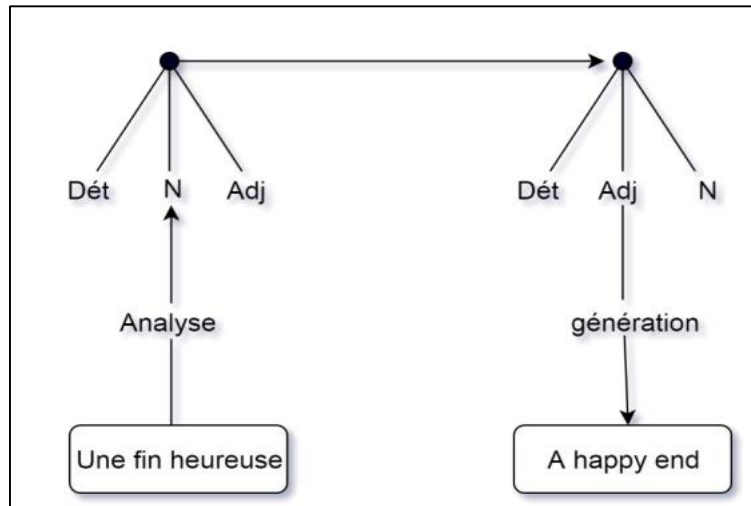 Dét N Adj
Dét Adj N
Analyse
génération
Une fin heureuse
A happy end